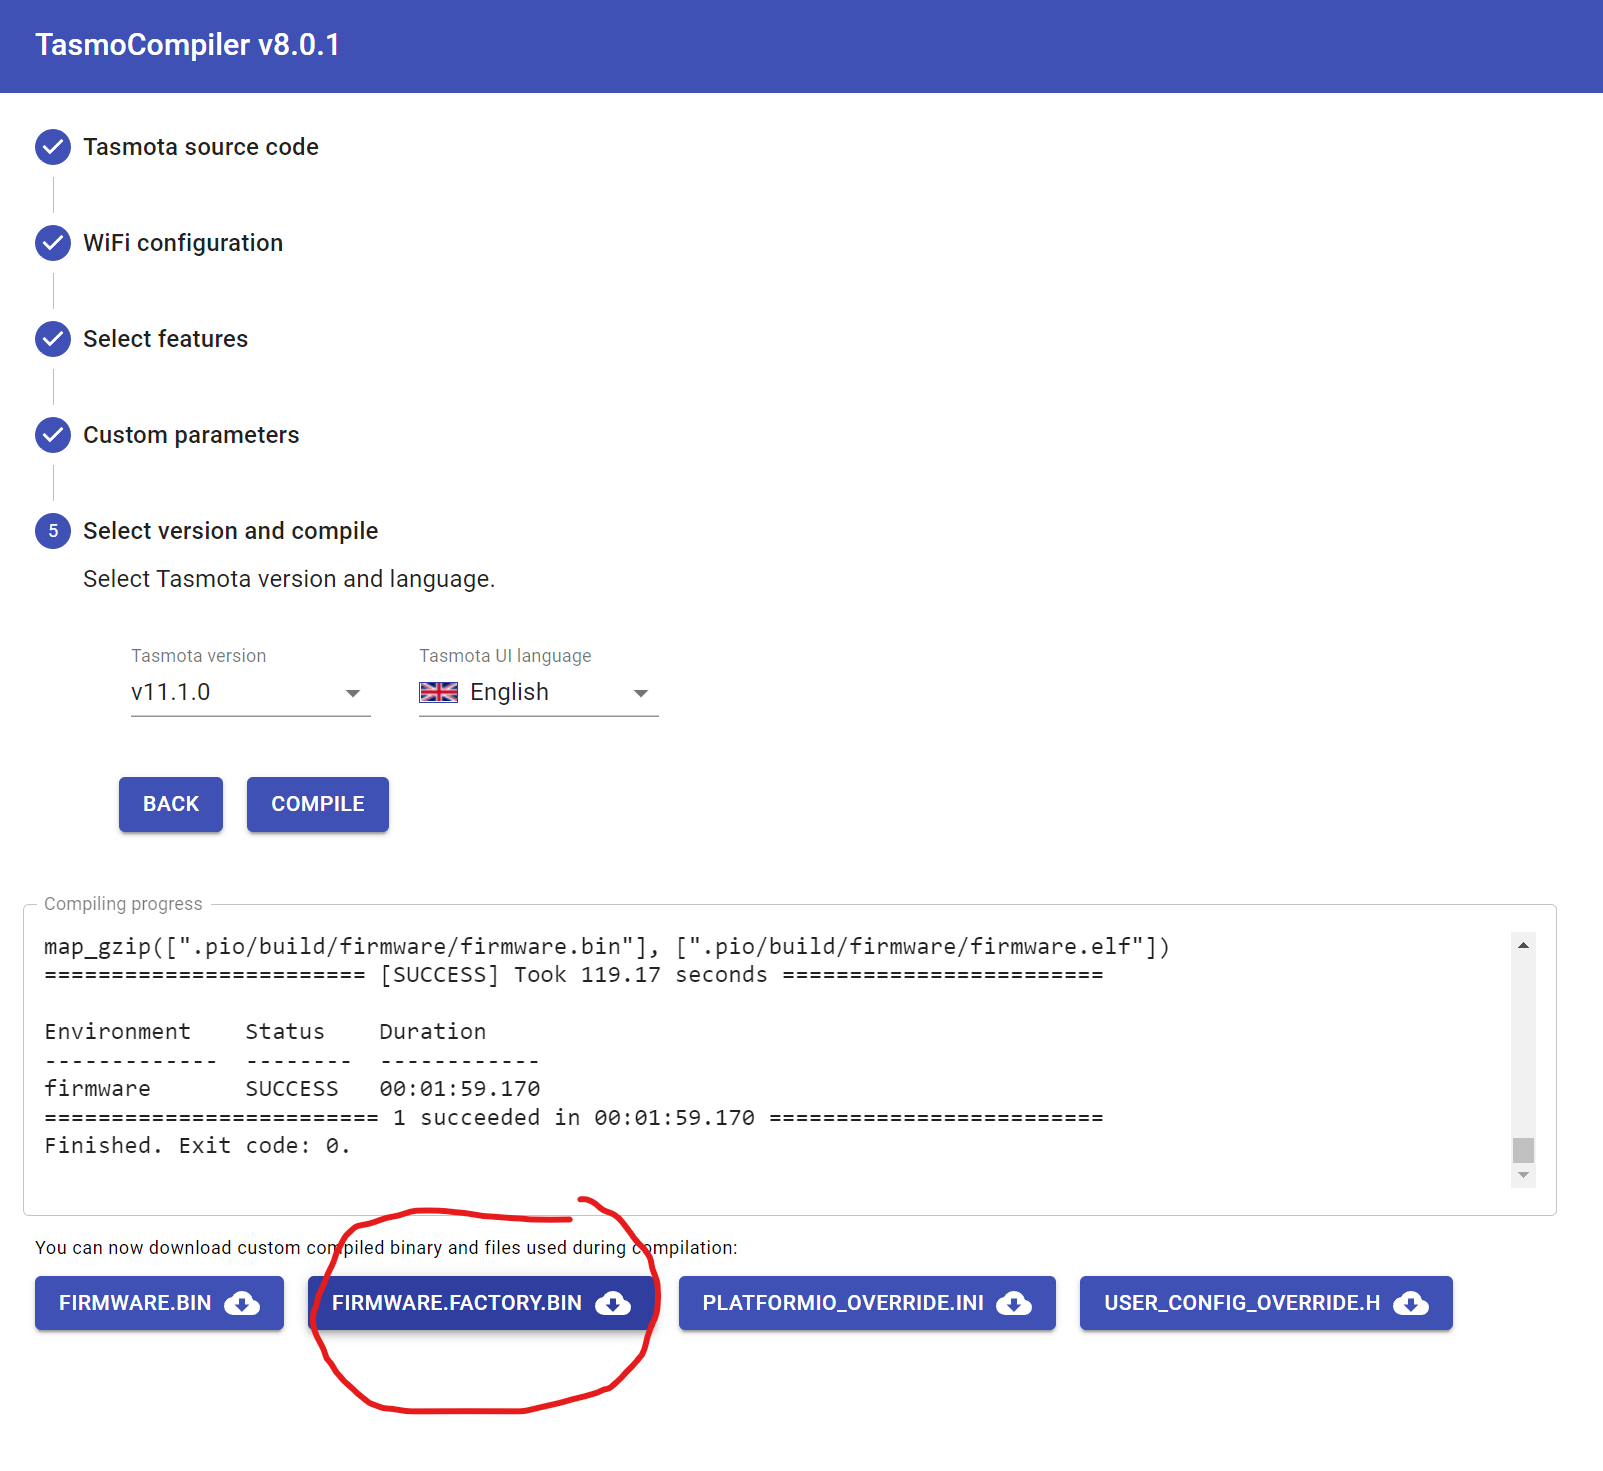 TasmoCompiler v8.0.1
Tasmota source code
WiFi configuration
Select features
Custom parameters
5 Select version and compile
Select Tasmota version and language.
Tasmota version Tasmota UI language
v11.1.0 English
BACK COMPILE
Compiling progress
map_gzip([".pio/build/firmware/firmware.bin"], [".pio/build/firmware/firmware.elf"])
======================== [SUCCESS] Took 119.17 seconds ========================
Environment    Status    Duration
-------------  --------  ------------
firmware       SUCCESS   00:01:59.170
========================= 1 succeeded in 00:01:59.170 =========================
Finished. Exit code: 0.
You can now download custom compiled binary and files used during compilation:
FIRMWARE.BIN FIRMWARE.FACTORY.BIN PLATFORMIO_OVERRIDE.INI USER_CONFIG_OVERRIDE.H